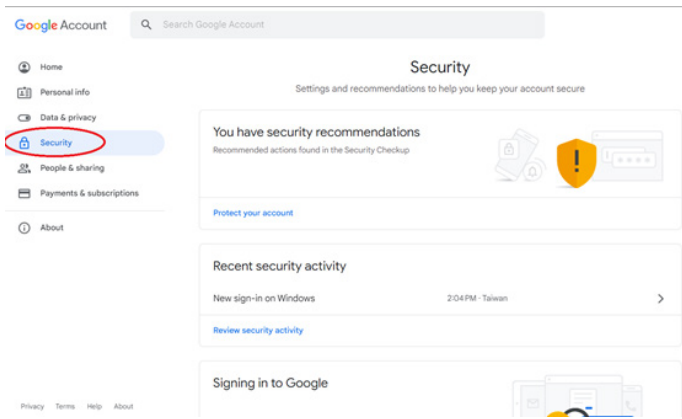 Google Account
Search Google Account
Home
Personal info
Data & privacy
Security
People & sharing
Payments & subscriptions
About
Security
Settings and recommendations to help you keep your account secure
You have security recommendations
Recommended actions found in the Security Checkup
Protect your account
Recent security activity
New sign-in on Windows 2:04 PM · Taiwan
Review security activity
Signing in to Google
Privacy Terms Help About